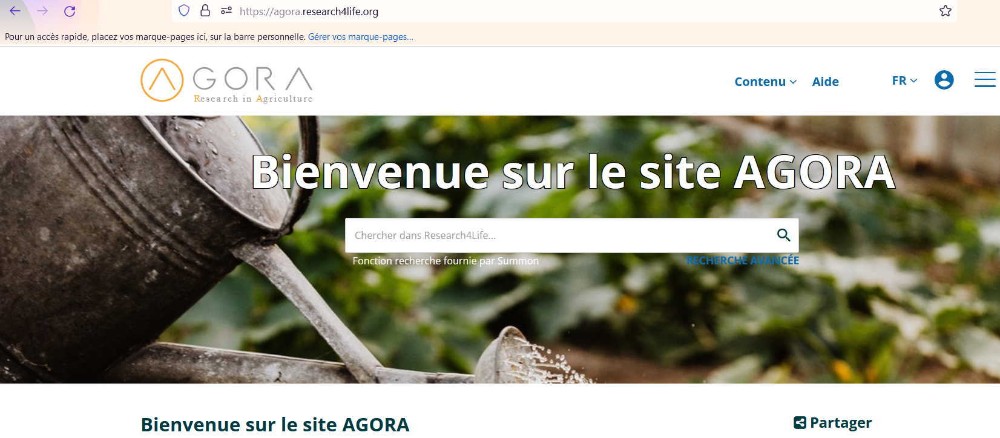 https://agora.research4life.org
Pour un accès rapide, placez vos marque-pages ici, sur la barre personnelle. Gérer vos marque-pages...
AGORA
Research in Agriculture
Contenu Aide FR
Bienvenue sur le site AGORA
Chercher dans Research4Life...
Fonction recherche fournie par Summon RECHERCHE AVANCÉE
Bienvenue sur le site AGORA Partager